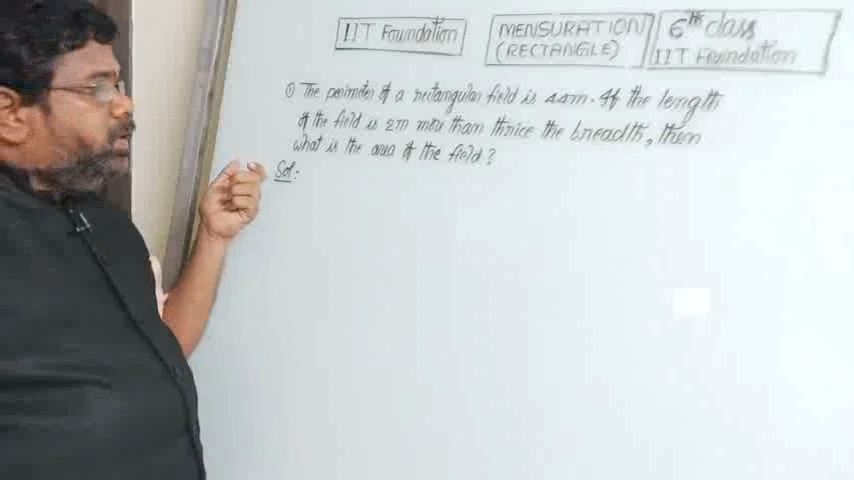 IIT Foundation
MENSURATION
(RECTANGLE)
6th class
IIT Foundation
① The perimeter of a rectangular field is 44m. If the length
of the field is 2m more than thrice the breadth, then
what is the area of the field?
Sol: